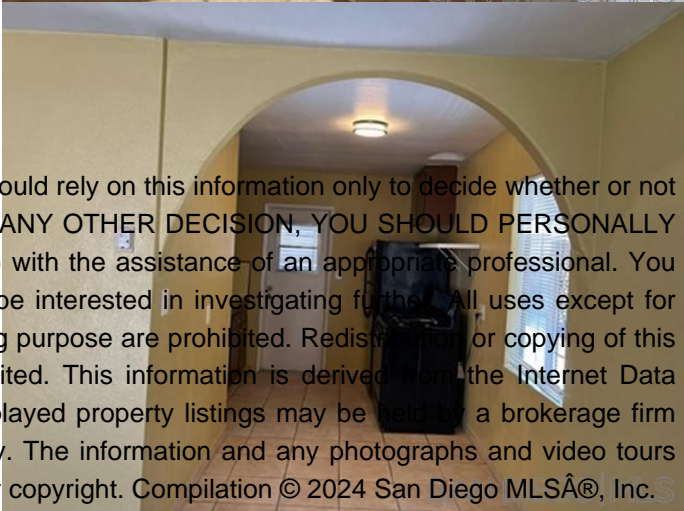 ould rely on this information only to decide whether or not
ANY OTHER DECISION, YOU SHOULD PERSONALLY
with the assistance of an appropriate professional. You
be interested in investigating further. All uses except for
g purpose are prohibited. Redistribution or copying of this
ited. This information is derived from the Internet Data
played property listings may be held by a brokerage firm
y. The information and any photographs and video tours
copyright. Compilation © 2024 San Diego MLSÂ®, Inc.